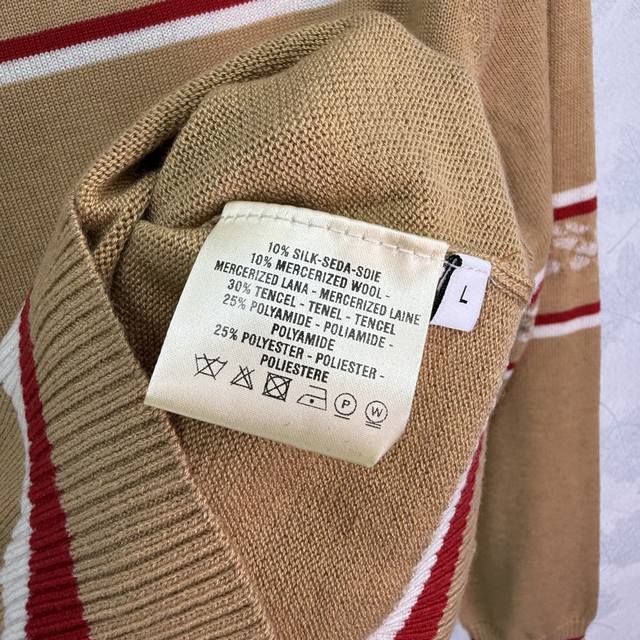 10% SILK-SEDA-SOIE
10% MERCERIZED WOOL -
MERCERIZED LANA - MERCERIZED LAINE
30% TENCEL - TENEL - TENCEL
25% POLYAMIDE - POLIAMIDE -
POLYAMIDE
25% POLYESTER - POLIESTER -
POLIESTERE
P W
L